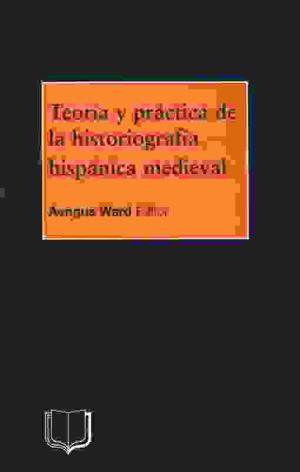 Teoría y práctica de
la historiografía
hispánica medieval
Aengus Ward Editor